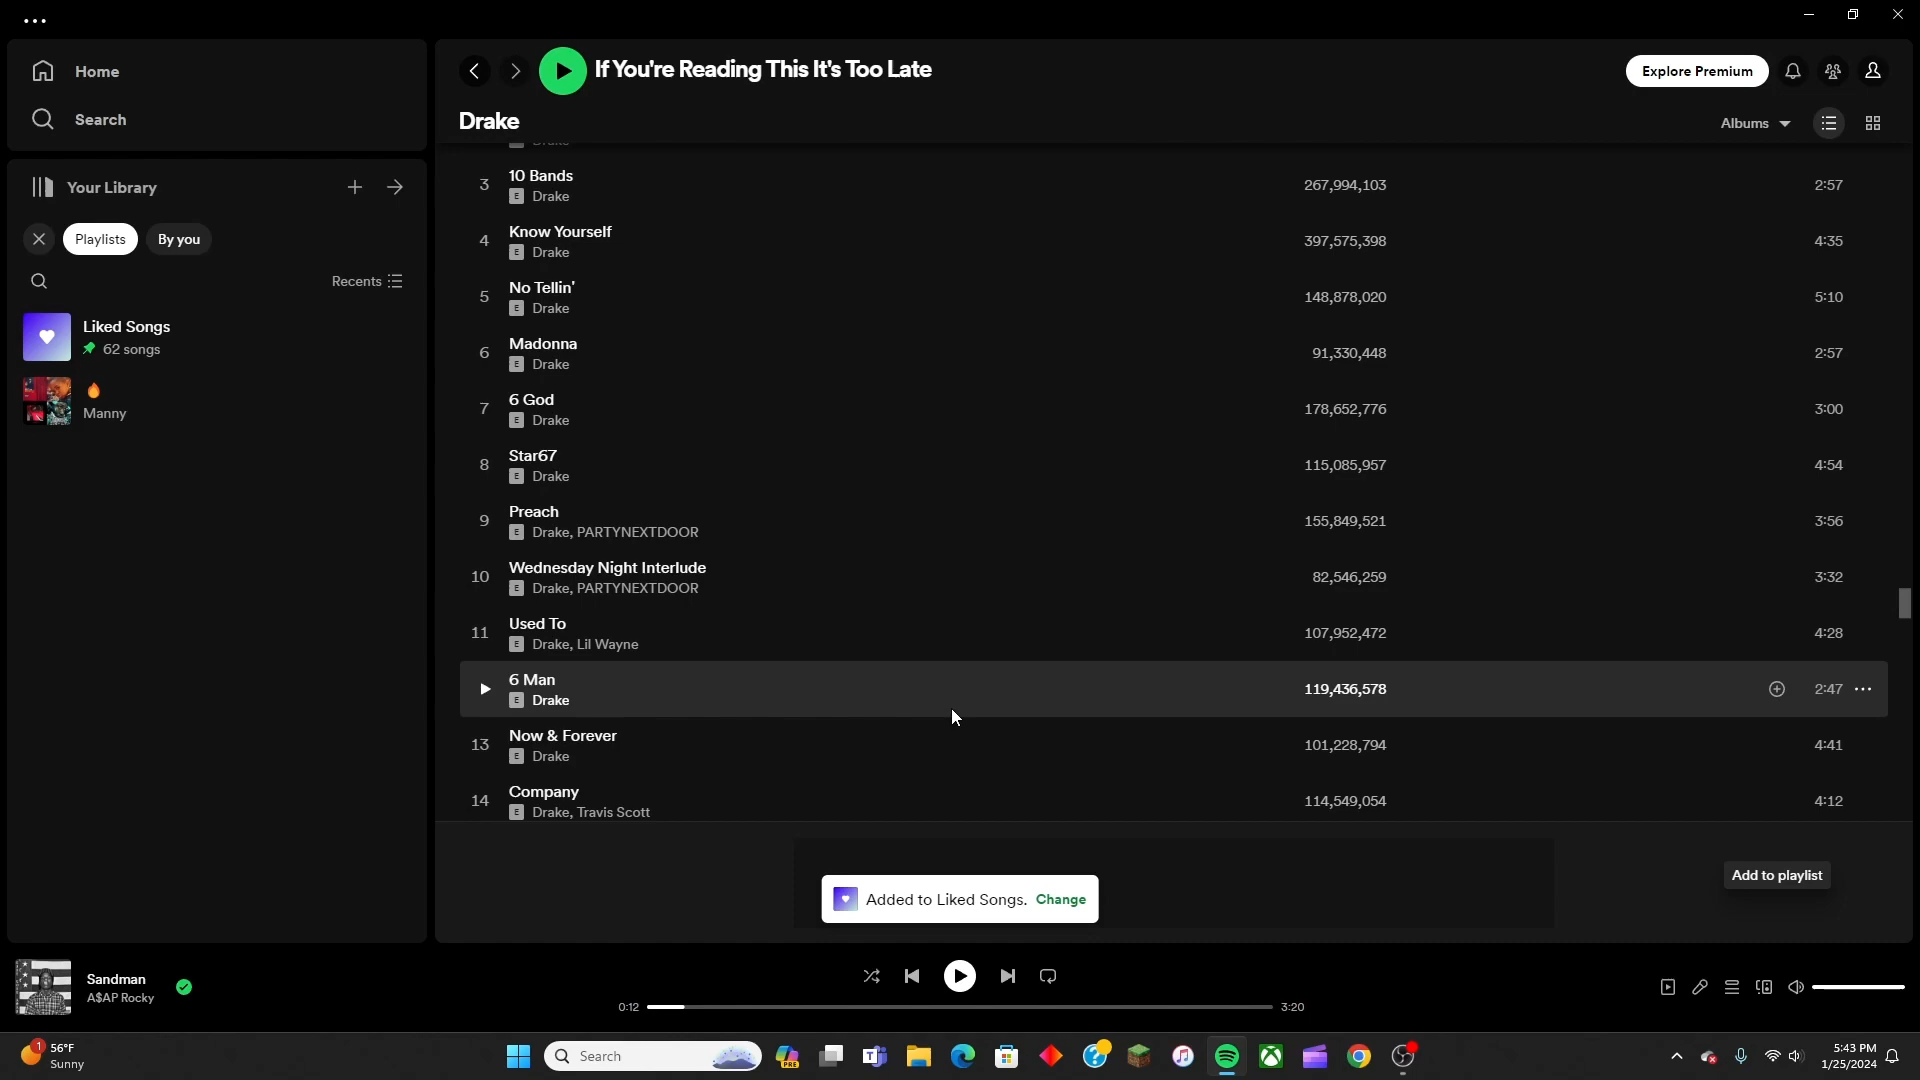 Home
Search
Your Library
Playlists
By you
Recents
Liked Songs
62 songs
Manny
If You're Reading This It's Too Late
Explore Premium
Drake
Albums
3 10 Bands 267,994,103 2:57
E Drake
4 Know Yourself 397,575,398 4:35
E Drake
5 No Tellin' 148,878,020 5:10
E Drake
6 Madonna 91,330,448 2:57
E Drake
7 6 God 178,652,776 3:00
E Drake
8 Star67 115,085,957 4:54
E Drake
9 Preach 155,849,521 3:56
E Drake, PARTYNEXTDOOR
10 Wednesday Night Interlude 82,546,259 3:32
E Drake, PARTYNEXTDOOR
11 Used To 107,952,472 4:28
E Drake, Lil Wayne
6 Man 119,436,578 2:47
E Drake
13 Now & Forever 101,228,794 4:41
E Drake
14 Company 114,549,054 4:12
E Drake, Travis Scott
Add to playlist
Added to Liked Songs. Change
Sandman
A$AP Rocky
0:12
3:20
1
56°F
Sunny
Search
PRE
5:43 PM
1/25/2024